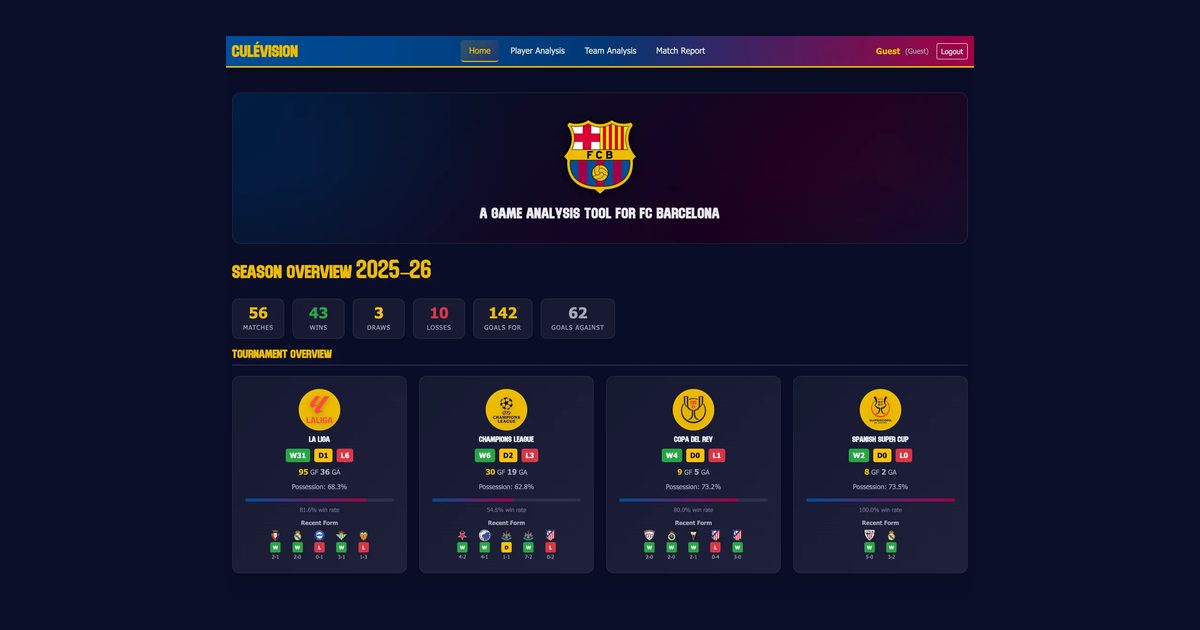 CULÉVISION
Home Player Analysis Team Analysis Match Report
Guest (Guest) Logout
FCB
A GAME ANALYSIS TOOL FOR FC BARCELONA
SEASON OVERVIEW 2025–26
56 43 3 10 142 62
MATCHES WINS DRAWS LOSSES GOALS FOR GOALS AGAINST
TOURNAMENT OVERVIEW
LALIGA
LA LIGA
W31 D1 L6
95 GF 36 GA
Possession: 68.3%
81.6% win rate
Recent Form
W W L W L
2-1 2-0 0-1 3-1 1-3
CHAMPIONS
LEAGUE
CHAMPIONS LEAGUE
W6 D2 L3
30 GF 19 GA
Possession: 62.8%
54.5% win rate
Recent Form
W W D W L
4-2 4-1 1-1 7-2 0-2
COPA DEL REY
W4 D0 L1
9 GF 5 GA
Possession: 73.2%
80.0% win rate
Recent Form
W W W L W
2-0 2-0 2-1 0-4 3-0
SUPERCOPA
SPANISH SUPER CUP
W2 D0 L0
8 GF 2 GA
Possession: 73.5%
100.0% win rate
Recent Form
W W
5-0 3-2